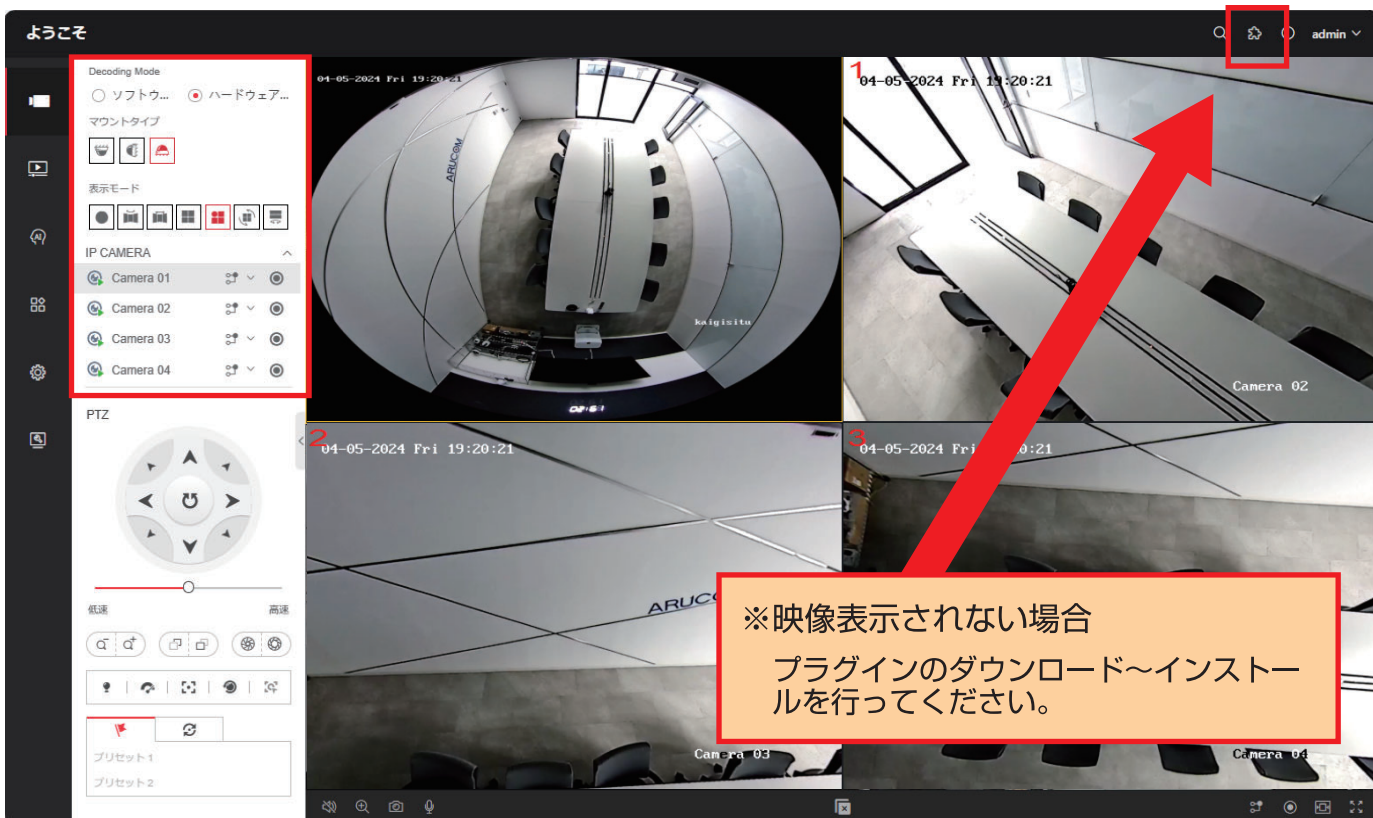 ようこそ
admin
Decoding Mode
ソフトウ...
ハードウェア...
マウントタイプ
表示モード
IP CAMERA
Camera 01
Camera 02
Camera 03
Camera 04
PTZ
低速
高速
プリセット 1
プリセット 2
04-05-2024 Fri 19:20:21
ARUCOM
kaigisitu
1
04-05-2024 Fri 19:20:21
Camera 02
2
04-05-2024 Fri 19:20:21
ARUCO
Camera 03
3
04-05-2024 Fri 19:20:21
Camera 04
※映像表示されない場合
プラグインのダウンロード～インストー
ルを行ってください。